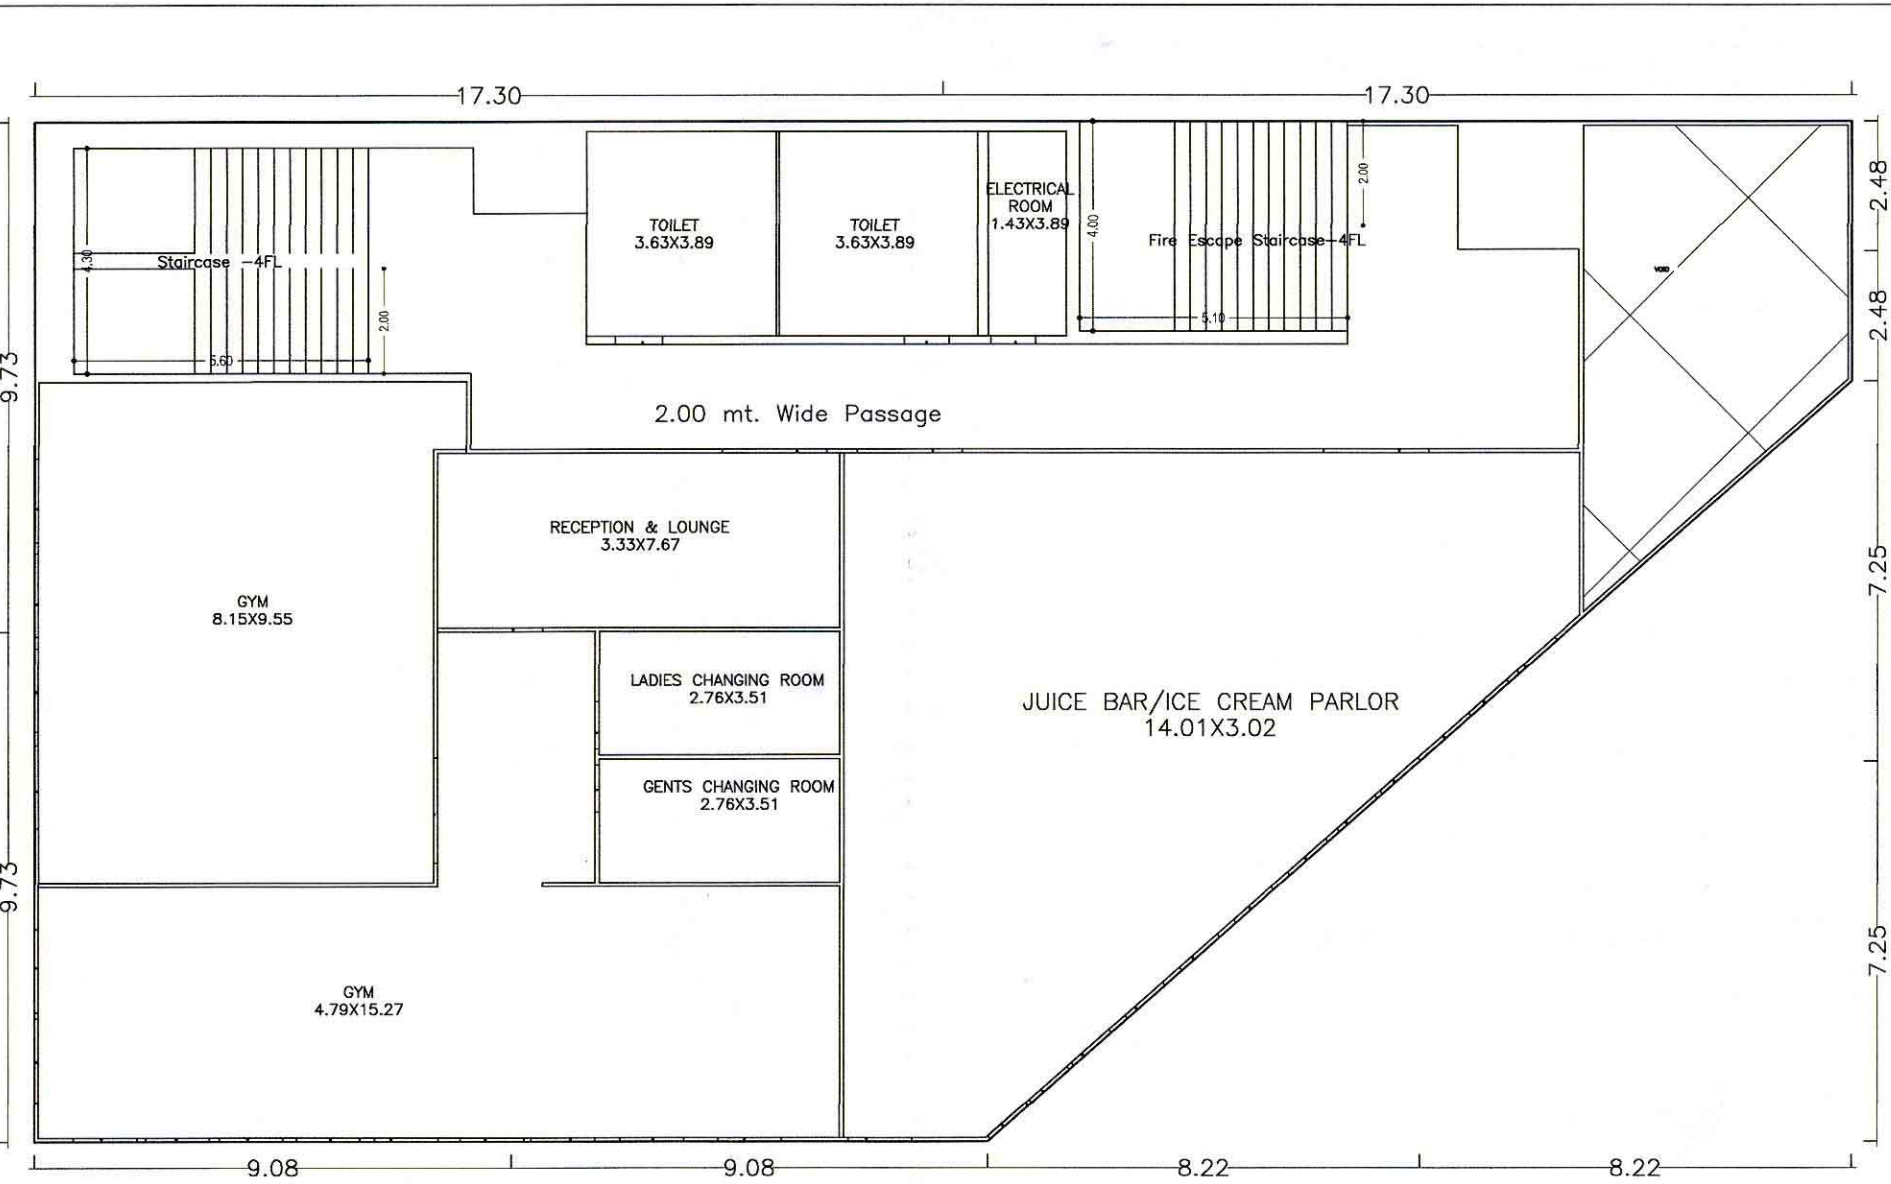 17.30
17.30
2.48
2.48
9.73
7.25
9.73
7.25
4.30
Staircase -4FL
2.00
5.60
TOILET
3.63X3.89
TOILET
3.63X3.89
ELECTRICAL
ROOM
1.43X3.89
4.00
2.00
Fire Escape Staircase-4FL
5.10
VOID
2.00 mt. Wide Passage
RECEPTION & LOUNGE
3.33X7.67
GYM
8.15X9.55
LADIES CHANGING ROOM
2.76X3.51
JUICE BAR/ICE CREAM PARLOR
14.01X3.02
GENTS CHANGING ROOM
2.76X3.51
GYM
4.79X15.27
9.08
9.08
8.22
8.22